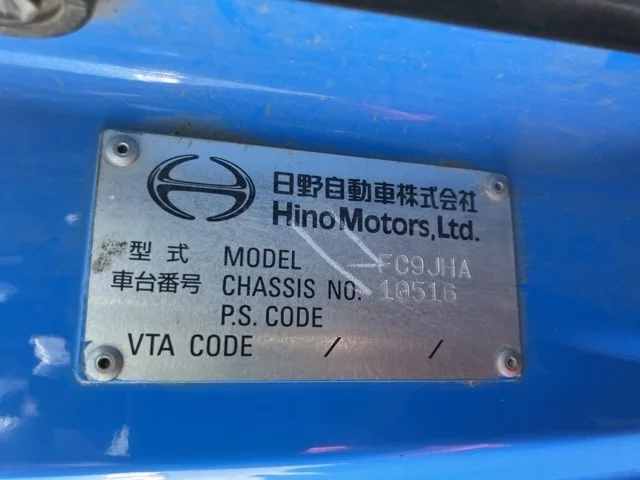 日野自動車株式会社
Hino Motors, Ltd.
型式 MODEL FC9JHA
車台番号 CHASSIS NO. 10516
P.S. CODE
VTA CODE / /